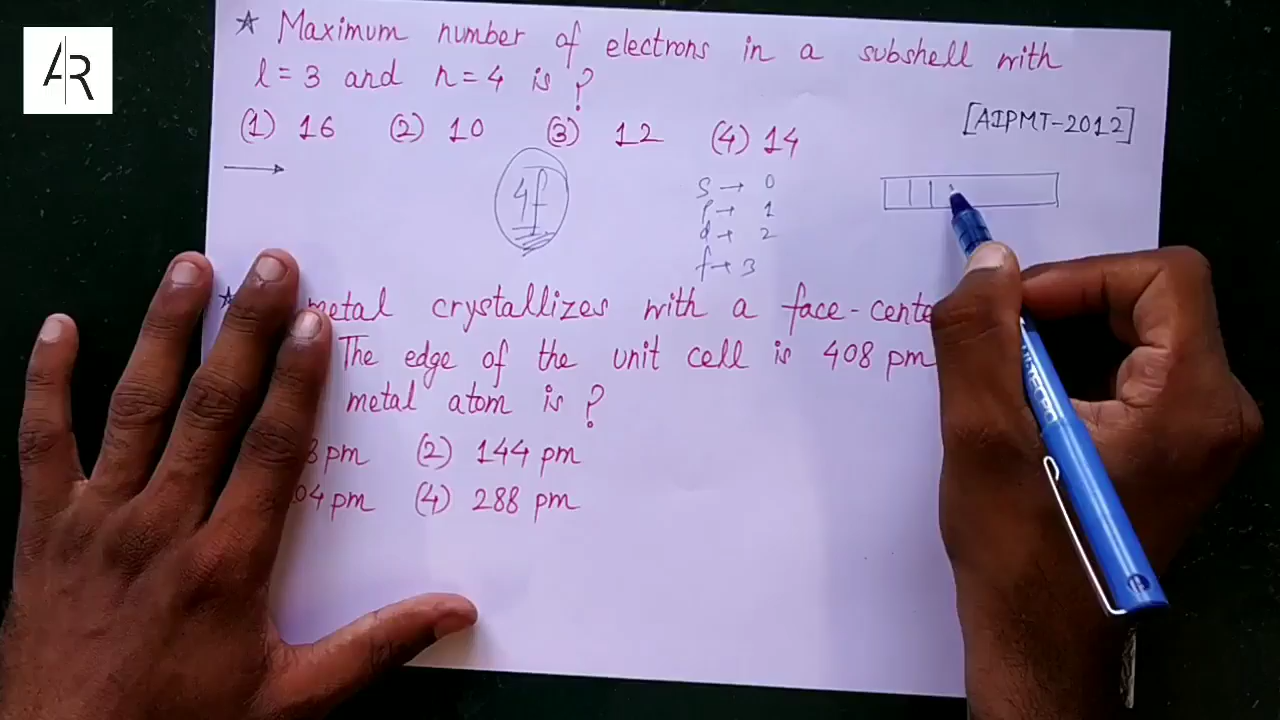 AR
★ Maximum number of electrons in a subshell with
l = 3 and n = 4 is ?
[AIPMT-2012]
(1) 16 (2) 10 (3) 12 (4) 14
4f
s → 0
p → 1
d → 2
f → 3
★ metal crystallizes with a face-
The edge of the unit cell is 408 pm
metal atom is ?
pm (2) 144 pm
pm (4) 288 pm